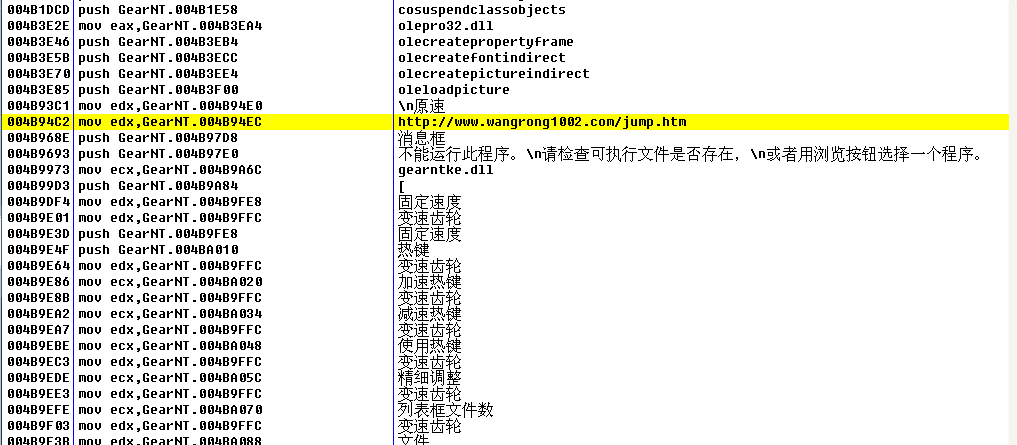 004B1DCD push GearNT.004B1E58 cosuspendclassobjects
004B3E2E mov eax,GearNT.004B3EA4 olepro32.dll
004B3E46 push GearNT.004B3EB4 olecreatepropertyframe
004B3E5B push GearNT.004B3ECC olecreatefontindirect
004B3E70 push GearNT.004B3EE4 olecreatepictureindirect
004B3E85 push GearNT.004B3F00 oleloadpicture
004B93C1 mov edx,GearNT.004B94E0 \n原速
004B94C2 mov edx,GearNT.004B94EC http://www.wangrong1002.com/jump.htm
004B968E push GearNT.004B97D8 消息框
004B9693 push GearNT.004B97E0 不能运行此程序。\n请检查可执行文件是否存在，\n或者用浏览按钮选择一个程序。
004B9973 mov ecx,GearNT.004B9A6C gearntke.dll
004B99D3 push GearNT.004B9A84 [
004B9DF4 mov ecx,GearNT.004B9FE8 固定速度
004B9E01 mov edx,GearNT.004B9FFC 变速齿轮
004B9E3D push GearNT.004B9FE8 固定速度
004B9E4F push GearNT.004BA010 热键
004B9E64 mov edx,GearNT.004B9FFC 变速齿轮
004B9E86 mov ecx,GearNT.004BA020 加速热键
004B9E8B mov edx,GearNT.004B9FFC 变速齿轮
004B9EA2 mov ecx,GearNT.004BA034 减速热键
004B9EA7 mov edx,GearNT.004B9FFC 变速齿轮
004B9EBE mov ecx,GearNT.004BA048 使用热键
004B9EC3 mov edx,GearNT.004B9FFC 变速齿轮
004B9EDE mov ecx,GearNT.004BA05C 精细调整
004B9EE3 mov edx,GearNT.004B9FFC 变速齿轮
004B9EFE mov ecx,GearNT.004BA070 列表框文件数
004B9F03 mov edx,GearNT.004B9FFC 变速齿轮
004B9F3B mov ecx,GearNT.004BA088 文件